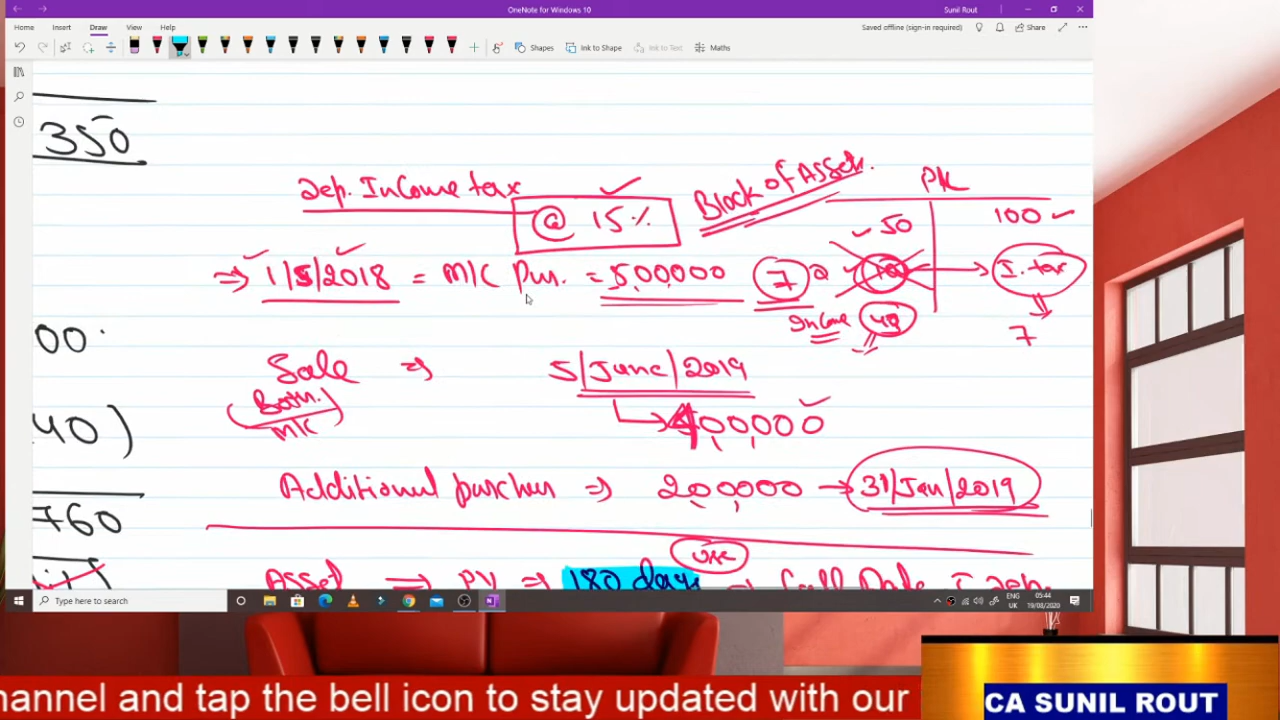 OneNote for Windows 10
Sunil Rout
Home Insert Draw View Help
Saved offline (sign-in required) Share
Shapes Ink to Shape Ink to Text Maths
350
Dep. Income tax
@ 15%
Block of Asset.
50
100
⇒ 1/5/2018 = M/C Pur. = 5,00,000
7 @
I. tax
Income 40
7
Sale ⇒ 5/June/2019
Both.
M/C
4,00,000
00
40)
Additional purchase ⇒ 2,00,000 → 31/Jan/2019
760
use
Asset ⇒ PY ⇒ 180 days
Type here to search
ENG
UK
05:44
19/08/2020
hannel and tap the bell icon to stay updated with our
CA SUNIL ROUT